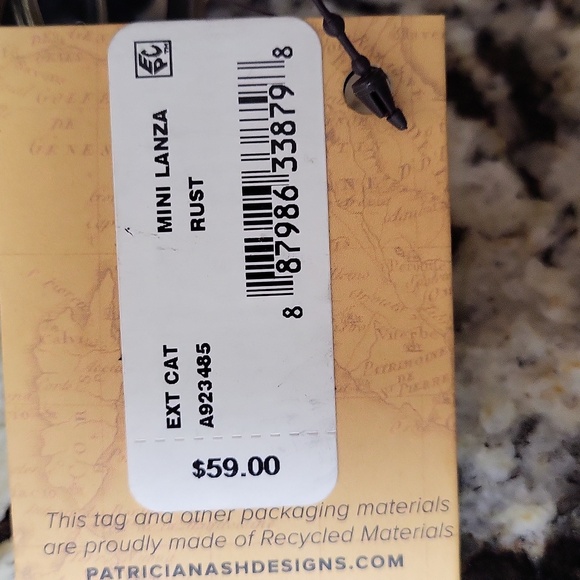 EPC™
MINI LANZA
RUST
EXT CAT
A923485
8 87986 33879 8
$59.00
This tag and other packaging materials
are proudly made of Recycled Materials
PATRICIANASHDESIGNS.COM